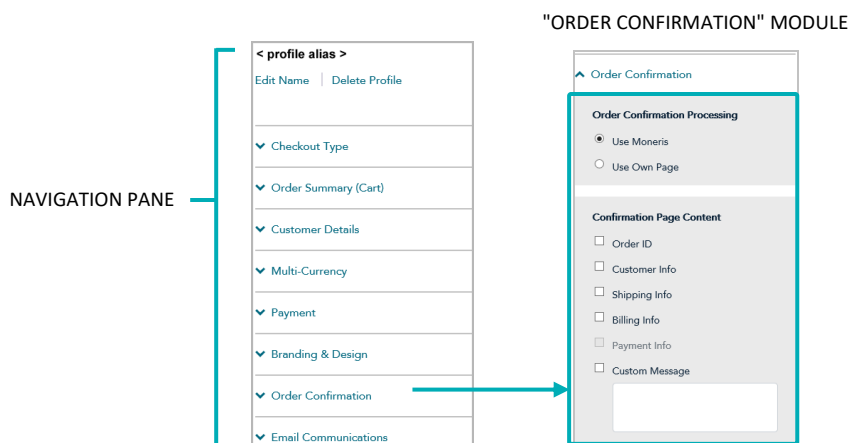 "ORDER CONFIRMATION" MODULE
NAVIGATION PANE
< profile alias >
Edit Name | Delete Profile
Checkout Type
Order Summary (Cart)
Customer Details
Multi-Currency
Payment
Branding & Design
Order Confirmation
Email Communications
Order Confirmation
Order Confirmation Processing
Use Moneris
Use Own Page
Confirmation Page Content
Order ID
Customer Info
Shipping Info
Billing Info
Payment Info
Custom Message